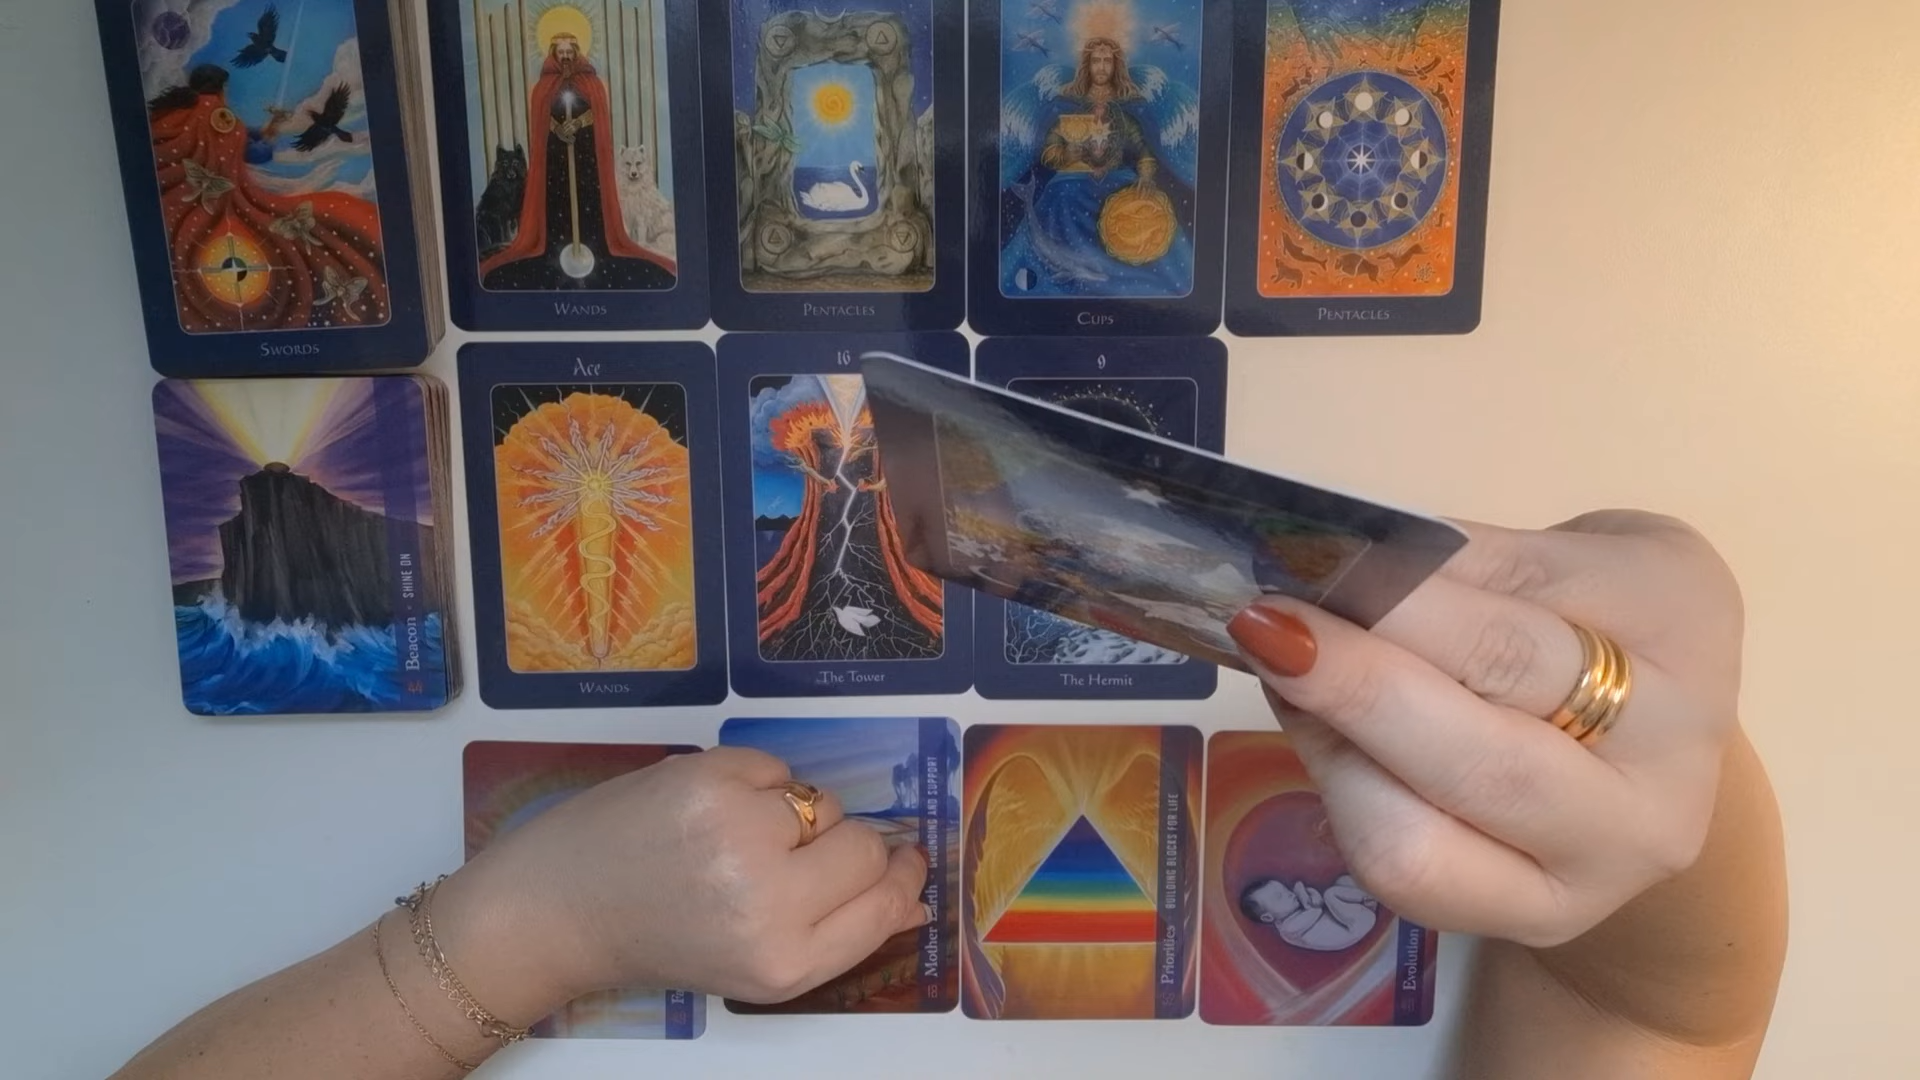 SWORDS
WANDS
PENTACLES
CUPS
PENTACLES
Beacon - SHINE ON
44
Ace
WANDS
16
The Tower
9
The Hermit
Mother Earth - GROUNDING AND SUPPORT
18
Priorities - BUILDING BLOCKS FOR LIFE
Evolution